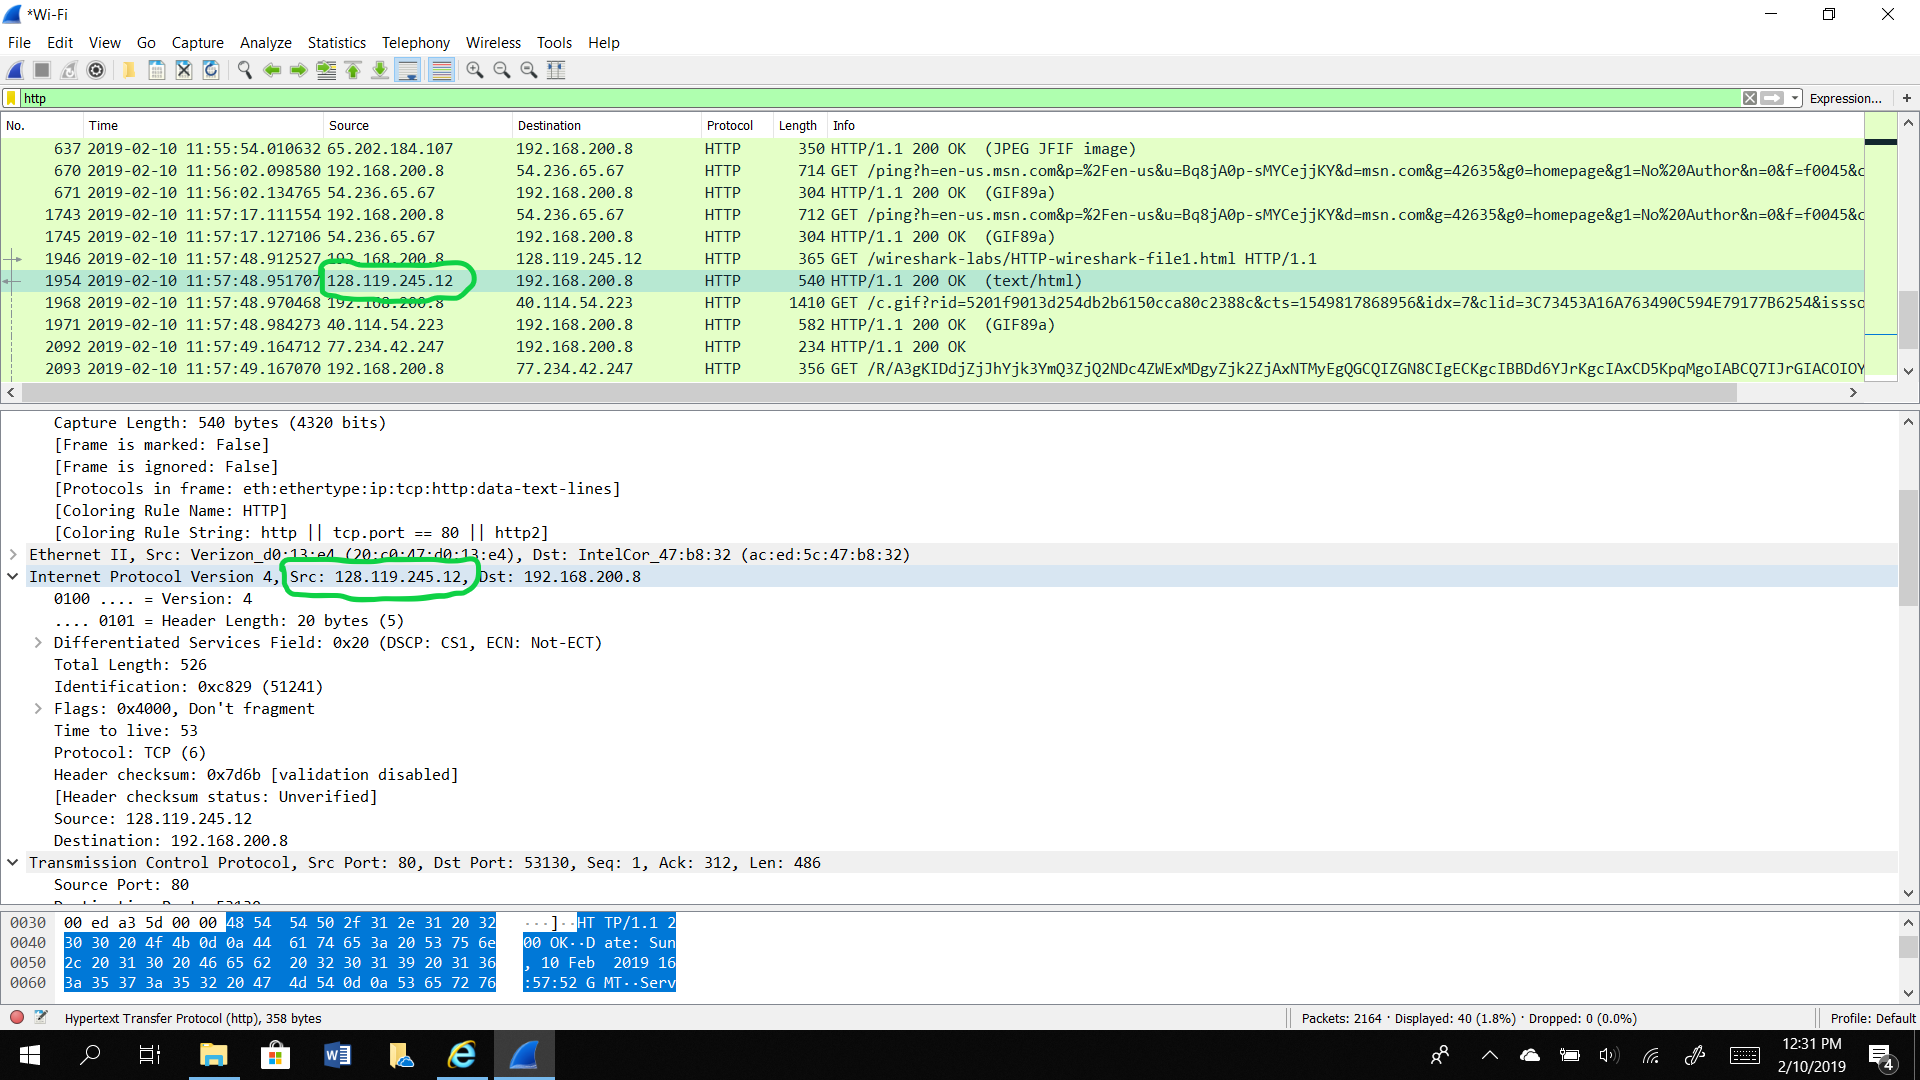 *Wi-Fi
File Edit View Go Capture Analyze Statistics Telephony Wireless Tools Help
http Expression... +
No. Time Source Destination Protocol Length Info
637 2019-02-10 11:55:54.010632 65.202.184.107 192.168.200.8 HTTP 350 HTTP/1.1 200 OK (JPEG JFIF image)
670 2019-02-10 11:56:02.098580 192.168.200.8 54.236.65.67 HTTP 714 GET /ping?h=en-us.msn.com&p=%2Fen-us&u=Bq8jA0p-sMYCejjKY&d=msn.com&g=42635&g0=homepage&g1=No%20Author&n=0&f=f0045&c
671 2019-02-10 11:56:02.134765 54.236.65.67 192.168.200.8 HTTP 304 HTTP/1.1 200 OK (GIF89a)
1743 2019-02-10 11:57:17.111554 192.168.200.8 54.236.65.67 HTTP 712 GET /ping?h=en-us.msn.com&p=%2Fen-us&u=Bq8jA0p-sMYCejjKY&d=msn.com&g=42635&g0=homepage&g1=No%20Author&n=0&f=f0045&c
1745 2019-02-10 11:57:17.127106 54.236.65.67 192.168.200.8 HTTP 304 HTTP/1.1 200 OK (GIF89a)
1946 2019-02-10 11:57:48.912527 192.168.200.8 128.119.245.12 HTTP 365 GET /wireshark-labs/HTTP-wireshark-file1.html HTTP/1.1
1954 2019-02-10 11:57:48.951707 128.119.245.12 192.168.200.8 HTTP 540 HTTP/1.1 200 OK (text/html)
1968 2019-02-10 11:57:48.970468 192.168.200.8 40.114.54.223 HTTP 1410 GET /c.gif?rid=5201f9013d254db2b6150cca80c2388c&cts=1549817868956&idx=7&clid=3C73453A16A763490C594E79177B6254&isssc
1971 2019-02-10 11:57:48.984273 40.114.54.223 192.168.200.8 HTTP 582 HTTP/1.1 200 OK (GIF89a)
2092 2019-02-10 11:57:49.164712 77.234.42.247 192.168.200.8 HTTP 234 HTTP/1.1 200 OK
2093 2019-02-10 11:57:49.167070 192.168.200.8 77.234.42.247 HTTP 356 GET /R/A3gKIDdjZjJhYjk3YmQ3ZjQ2NDc4ZWExMDgyZjk2ZjAxNTMyEgQGCQIZGN8CIgECKgcIBBDd6YJrKgcIAxCD5KpqMgoIABCQ7IJrGIACOIOY
Capture Length: 540 bytes (4320 bits)
[Frame is marked: False]
[Frame is ignored: False]
[Protocols in frame: eth:ethertype:ip:tcp:http:data-text-lines]
[Coloring Rule Name: HTTP]
[Coloring Rule String: http || tcp.port == 80 || http2]
Ethernet II, Src: Verizon_d0:13:e4 (20:c0:47:d0:13:e4), Dst: IntelCor_47:b8:32 (ac:ed:5c:47:b8:32)
Internet Protocol Version 4, Src: 128.119.245.12, Dst: 192.168.200.8
0100 .... = Version: 4
.... 0101 = Header Length: 20 bytes (5)
Differentiated Services Field: 0x20 (DSCP: CS1, ECN: Not-ECT)
Total Length: 526
Identification: 0xc829 (51241)
Flags: 0x4000, Don't fragment
Time to live: 53
Protocol: TCP (6)
Header checksum: 0x7d6b [validation disabled]
[Header checksum status: Unverified]
Source: 128.119.245.12
Destination: 192.168.200.8
Transmission Control Protocol, Src Port: 80, Dst Port: 53130, Seq: 1, Ack: 312, Len: 486
Source Port: 80
0030 00 ed a3 5d 00 00 48 54 54 50 2f 31 2e 31 20 32 ···]··HT TP/1.1 2
0040 30 30 20 4f 4b 0d 0a 44 61 74 65 3a 20 53 75 6e 00 OK··D ate: Sun
0050 2c 20 31 30 20 46 65 62 20 32 30 31 39 20 31 36 , 10 Feb 2019 16
0060 3a 35 37 3a 35 32 20 47 4d 54 0d 0a 53 65 72 76 :57:52 G MT··Serv
Hypertext Transfer Protocol (http), 358 bytes Packets: 2164 · Displayed: 40 (1.8%) · Dropped: 0 (0.0%) Profile: Default
12:31 PM
2/10/2019
4